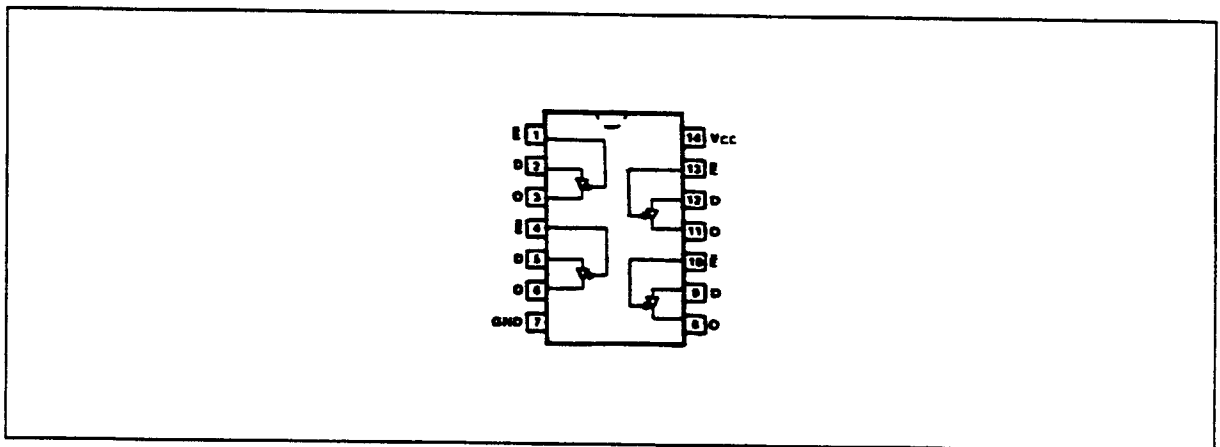 E̅ 1
D 2
O 3
E̅ 4
D 5
O 6
GND 7
14 VCC
13 E̅
12 D
11 O
10 E̅
9 D
8 O